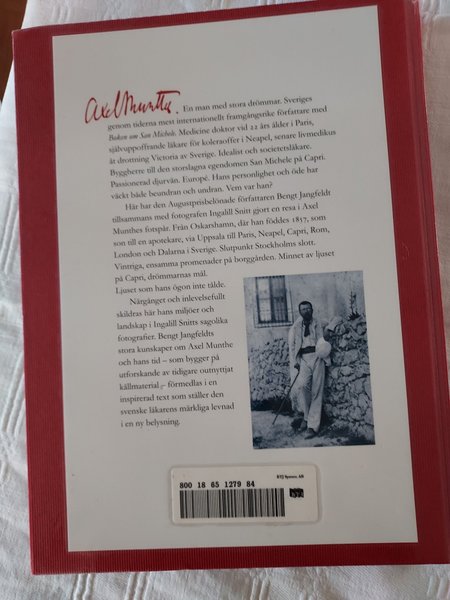 Axel Munthe. En man med stora drömmar. Sveriges
genom tiderna mest internationellt framgångsrike författare med
Boken om San Michele. Medicine doktor vid 22 års ålder i Paris,
självuppoffrande läkare för koleraoffer i Neapel, senare livmedikus
åt drottning Victoria av Sverige. Idealist och societetsläkare.
Byggherre till den storslagna egendomen San Michele på Capri.
Passionerad djurvän. Europé. Hans personlighet och öde har
väckt både beundran och undran. Vem var han?
Här har den Augustprisbelönade författaren Bengt Jangfeldt
tillsammans med fotografen Ingalill Snitt gjort en resa i Axel
Munthes fotspår. Från Oskarshamn, där han föddes 1857, som
son till en apotekare, via Uppsala till Paris, Neapel, Capri, Rom,
London och Dalarna i Sverige. Slutpunkt Stockholms slott.
Vintriga, ensamma promenader på borggården. Minnet av ljuset
på Capri, drömmarnas mål.
Ljuset som hans ögon inte tålde.
Närgånget och inlevelsefullt
skildras här hans miljöer och
landskap i Ingalill Snitts sagolika
fotografier. Bengt Jangfeldts
stora kunskaper om Axel Munthe
och hans tid – som bygger på
utforskande av tidigare outnyttjat
källmaterial – förmedlas i en
inspirerad text som ställer den
svenske läkarens märkliga levnad
i en ny belysning.
BTJ System AB
800 18 65 1279 84